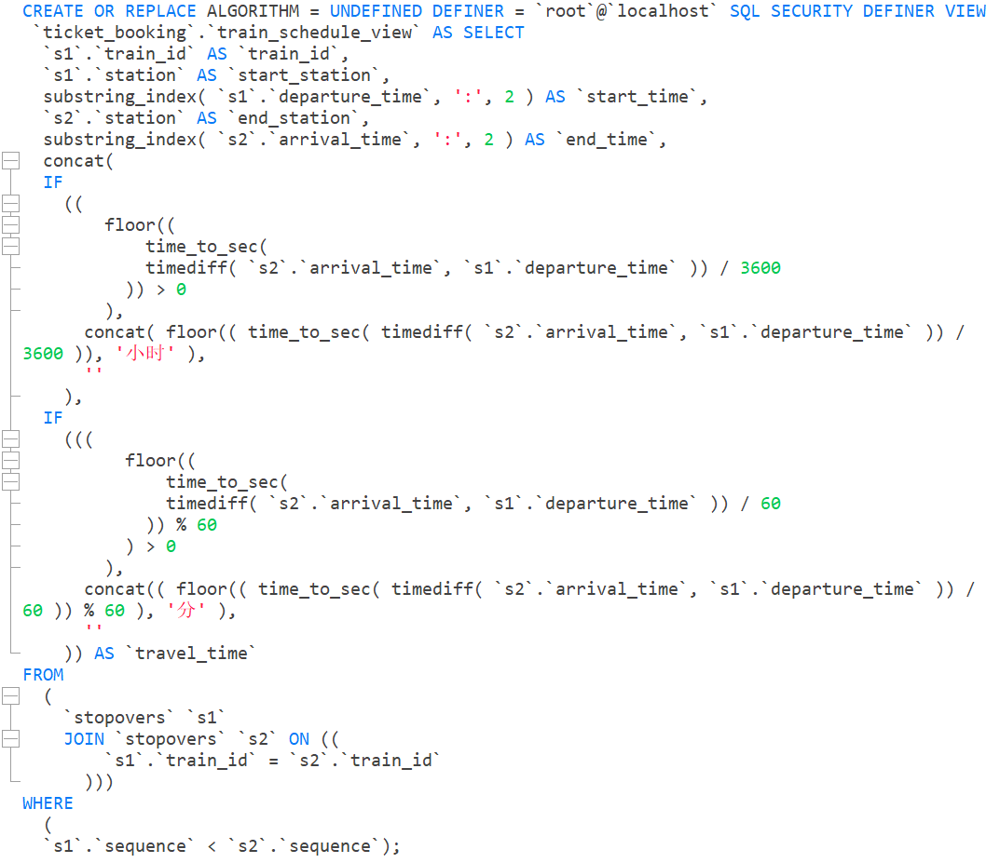 CREATE OR REPLACE ALGORITHM = UNDEFINED DEFINER = `root`@`localhost` SQL SECURITY DEFINER VIEW
`ticket_booking`.`train_schedule_view` AS SELECT
`s1`.`train_id` AS `train_id`,
`s1`.`station` AS `start_station`,
substring_index( `s1`.`departure_time`, ':', 2 ) AS `start_time`,
`s2`.`station` AS `end_station`,
substring_index( `s2`.`arrival_time`, ':', 2 ) AS `end_time`,
concat(
IF
((
floor((
time_to_sec(
timediff( `s2`.`arrival_time`, `s1`.`departure_time` )) / 3600
)) > 0
),
concat( floor(( time_to_sec( timediff( `s2`.`arrival_time`, `s1`.`departure_time` )) /
3600 )), '小时' ),
''
),
IF
(((
floor((
time_to_sec(
timediff( `s2`.`arrival_time`, `s1`.`departure_time` )) / 60
)) % 60
) > 0
),
concat(( floor(( time_to_sec( timediff( `s2`.`arrival_time`, `s1`.`departure_time` )) /
60 )) % 60 ), '分' ),
''
)) AS `travel_time`
FROM
(
`stopovers` `s1`
JOIN `stopovers` `s2` ON ((
`s1`.`train_id` = `s2`.`train_id`
)))
WHERE
(
`s1`.`sequence` < `s2`.`sequence`);